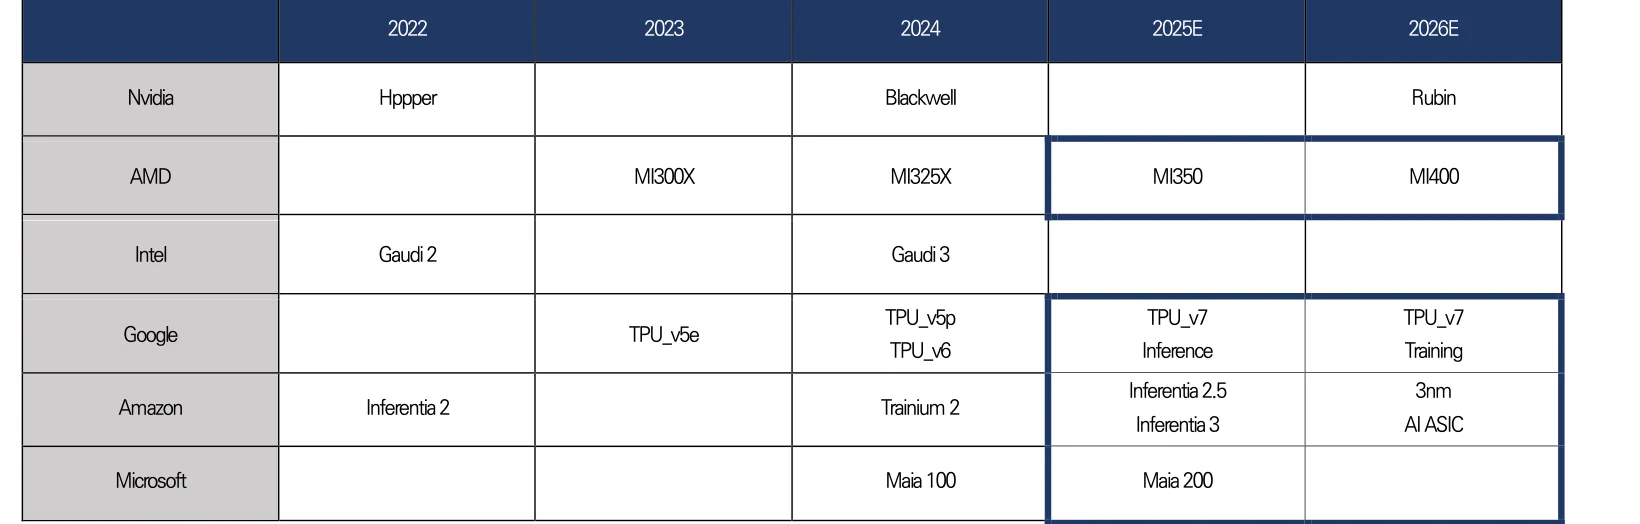 2022 2023 2024 2025E 2026E
Nvidia Hppper Blackwell Rubin
AMD MI300X MI325X MI350 MI400
Intel Gaudi 2 Gaudi 3
Google TPU_v5e TPU_v5p TPU_v6 TPU_v7 Inference TPU_v7 Training
Amazon Inferentia 2 Trainium 2 Inferentia 2.5 Inferentia 3 3nm AI ASIC
Microsoft Maia 100 Maia 200